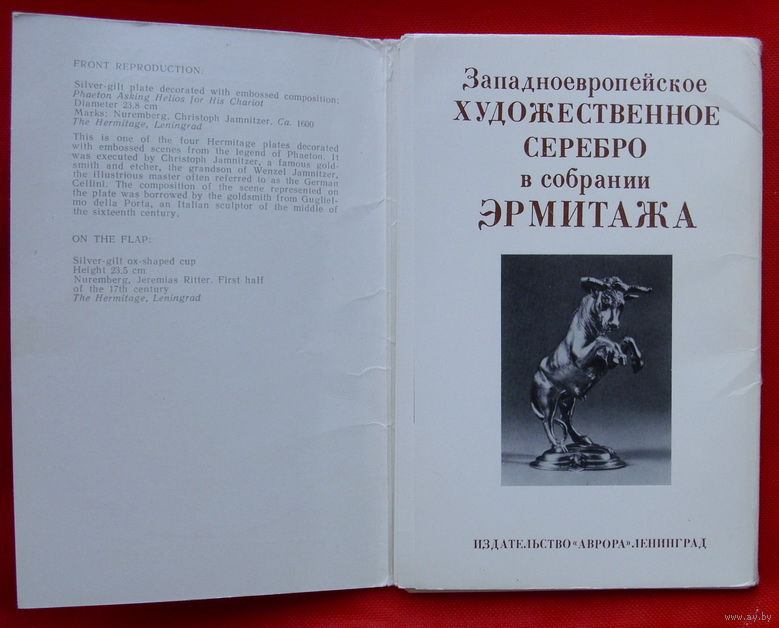 FRONT REPRODUCTION:
Silver-gilt plate decorated with embossed composition:
Phaeton Asking Helios for His Chariot
Diameter 23.8 cm
Marks: Nuremberg, Christoph Jamnitzer, Ca. 1600
The Hermitage, Leningrad
This is one of the four Hermitage plates decorated
with embossed scenes from the legend of Phaeton. It
was executed by Christoph Jamnitzer, a famous gold-
smith and etcher, the grandson of Wenzel Jamnitzer,
the illustrious master often referred to as the German
Cellini. The composition of the scene represented on
the plate was borrowed by the goldsmith from Gugliel-
mo della Porta, an Italian sculptor of the middle of
the sixteenth century.
ON THE FLAP:
Silver-gilt ox-shaped cup
Height 23.5 cm
Nuremberg, Jeremias Ritter. First half
of the 17th century
The Hermitage, Leningrad
Западноевропейское
ХУДОЖЕСТВЕННОЕ
СЕРЕБРО
в собрании
ЭРМИТАЖА
ИЗДАТЕЛЬСТВО «АВРОРА» ЛЕНИНГРАД
www.ay.by